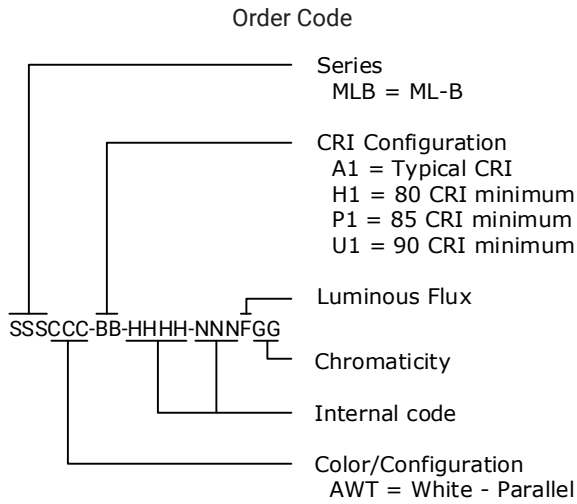 Order Code
Series
MLB = ML-B
CRI Configuration
A1 = Typical CRI
H1 = 80 CRI minimum
P1 = 85 CRI minimum
U1 = 90 CRI minimum
Luminous Flux
SSSCCC-BB-HHHH-NNNFGG
Chromaticity
Internal code
Color/Configuration
AWT = White - Parallel